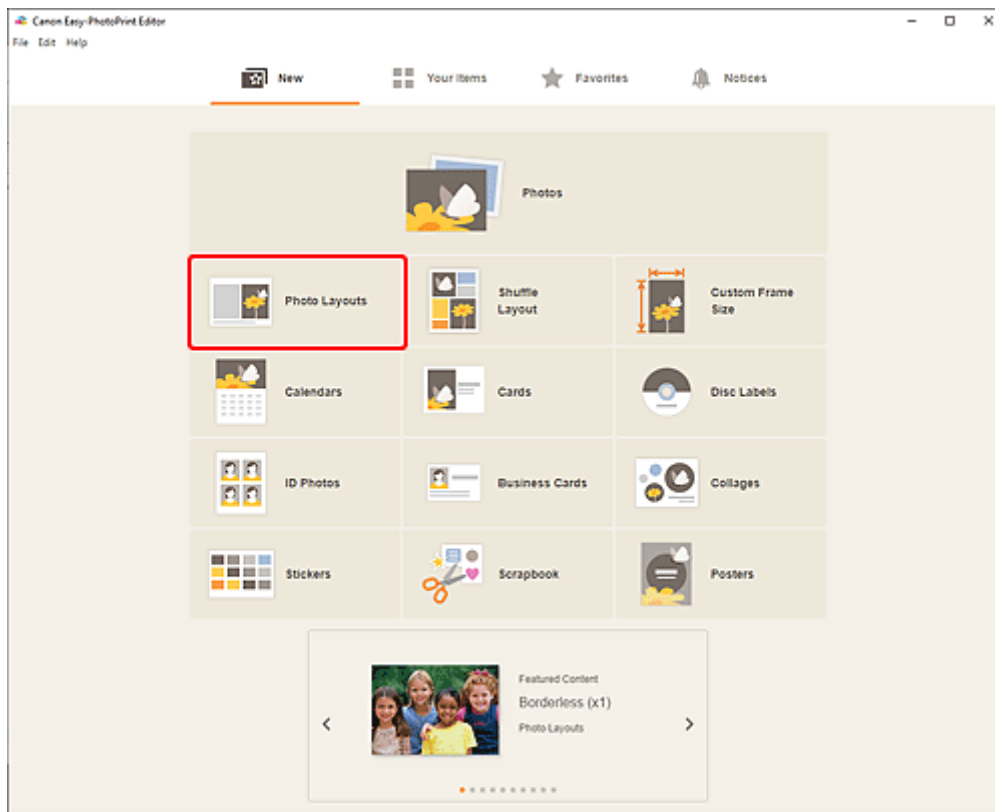 Canon Easy-PhotoPrint Editor
File Edit Help
New Your Items Favorites Notices
Photos
Photo Layouts
Shuffle
Layout
Custom Frame
Size
Calendars
Cards
Disc Labels
ID Photos
Business Cards
Collages
Stickers
Scrapbook
Posters
Featured Content
Borderless (x1)
Photo Layouts